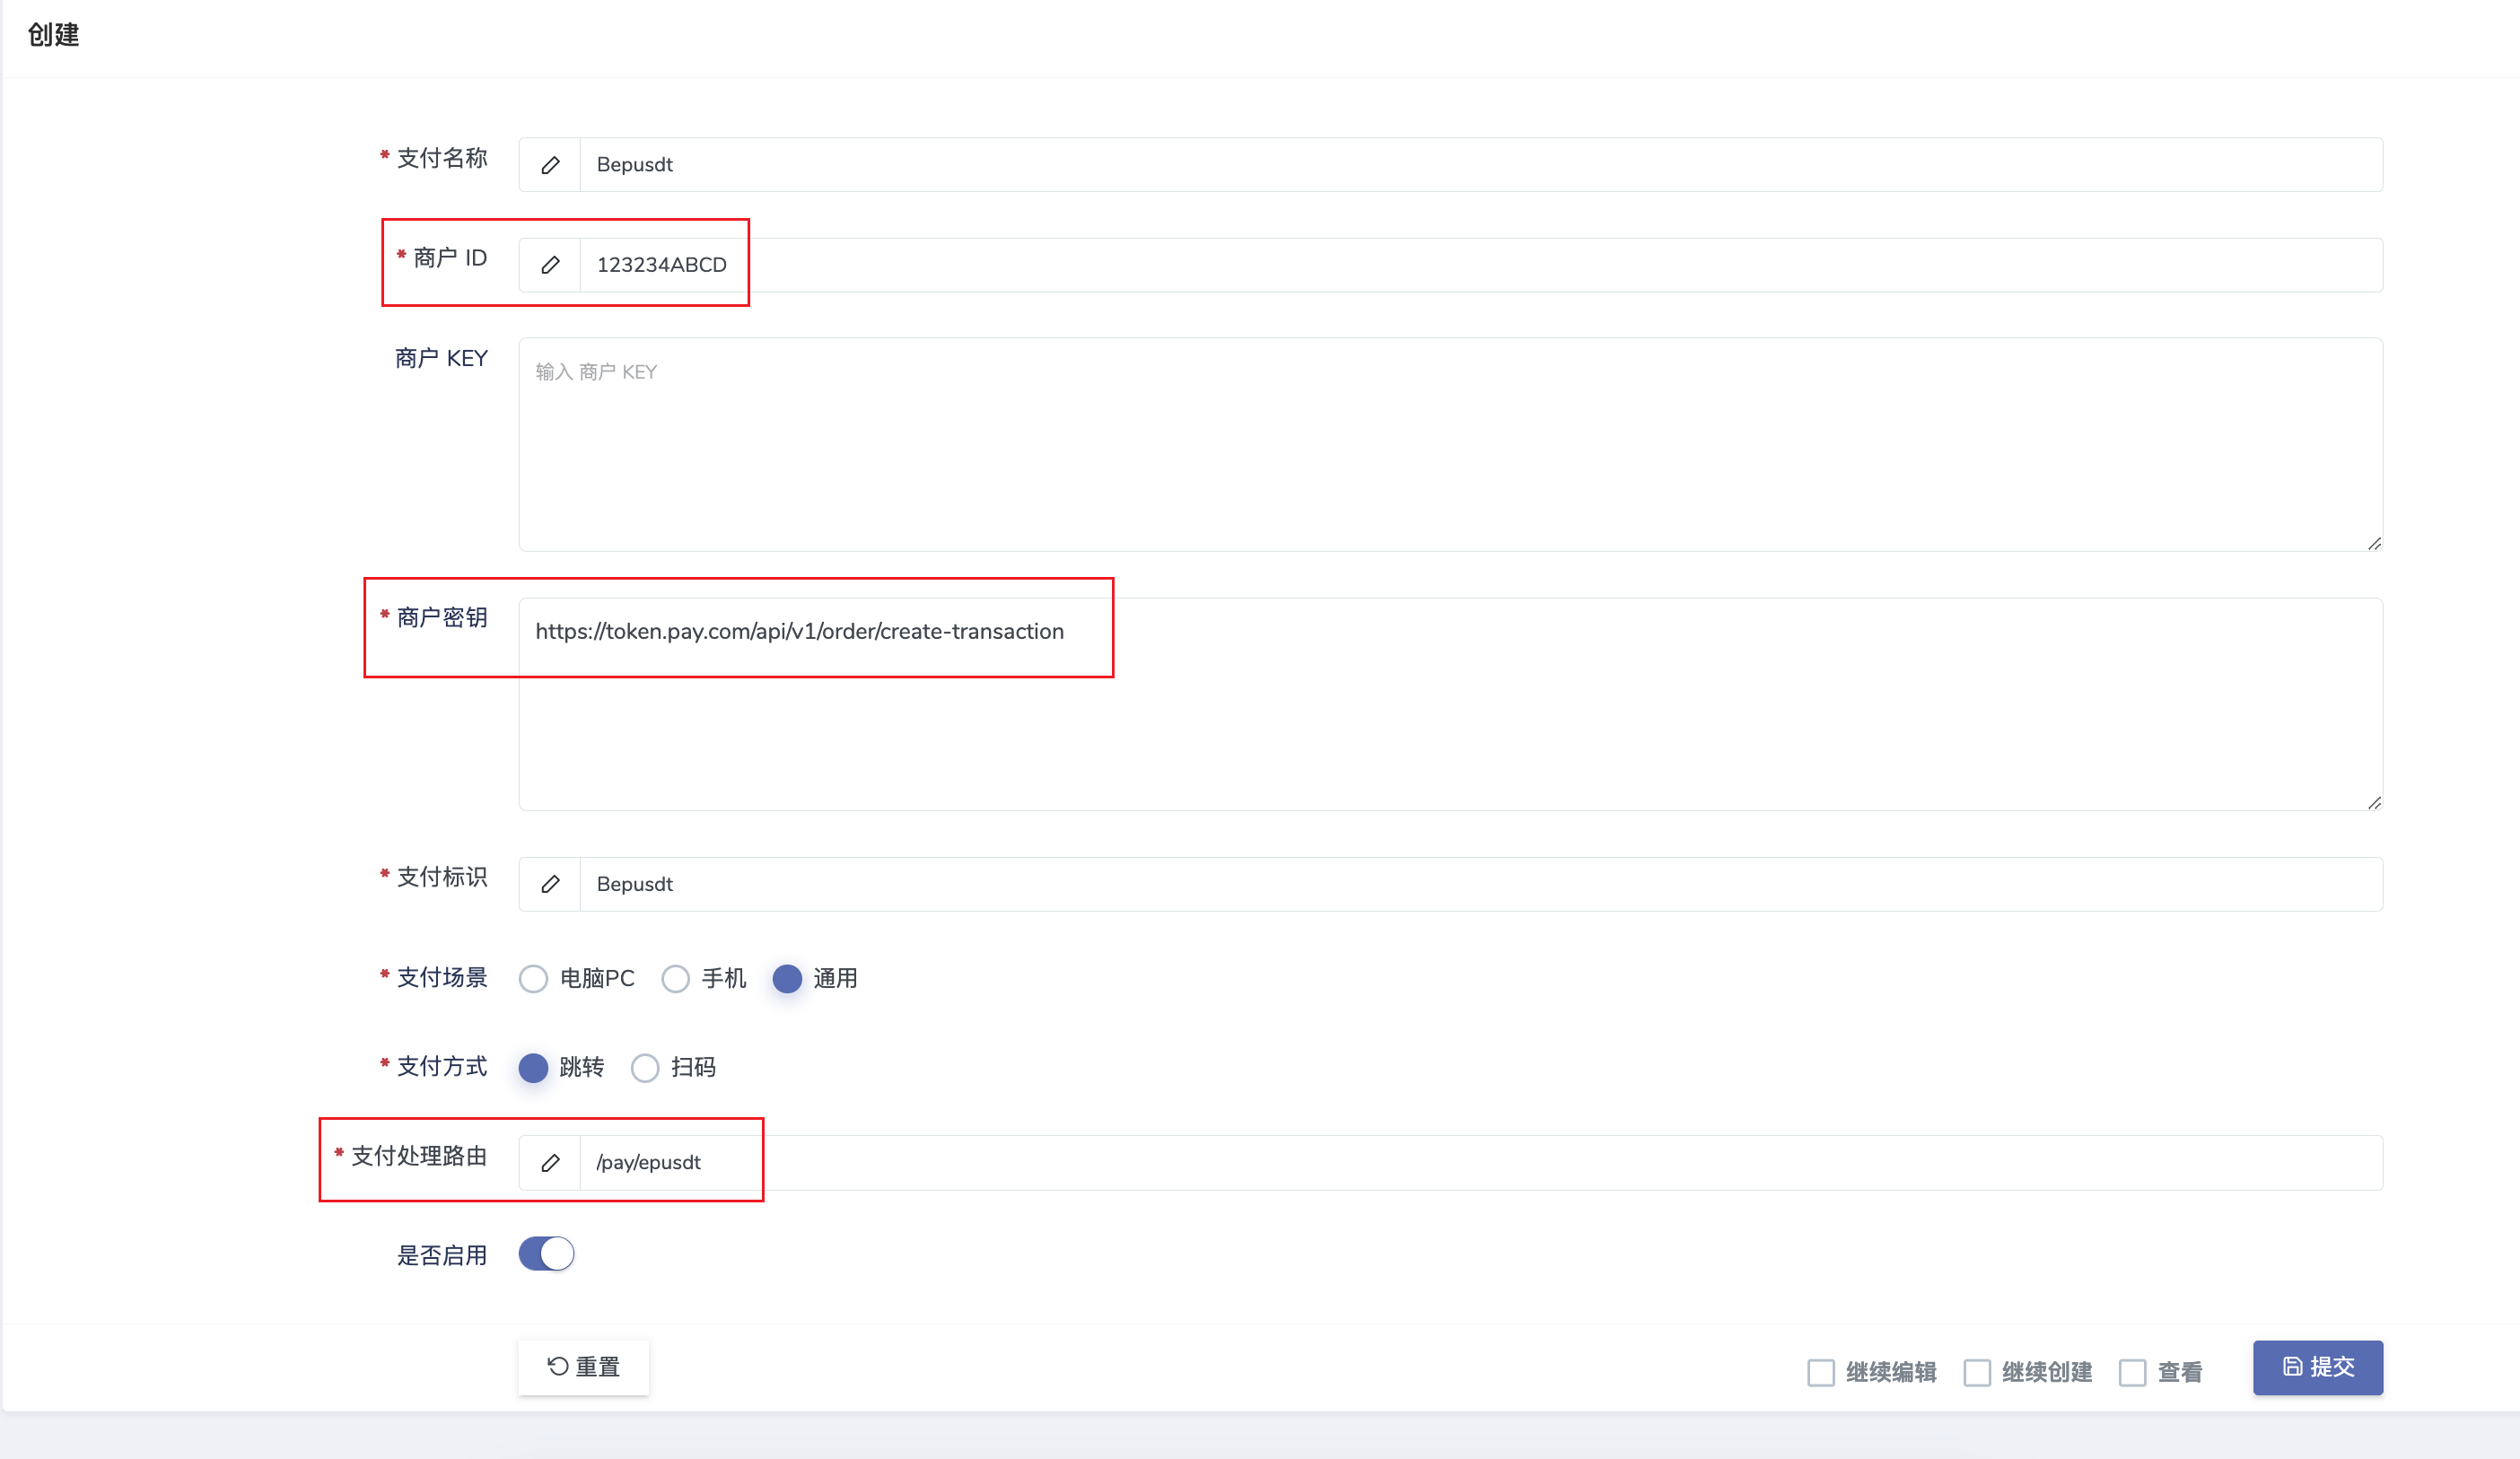 创建
* 支付名称 Bepusdt
* 商户 ID 123234ABCD
商户 KEY 输入 商户 KEY
* 商户密钥 https://token.pay.com/api/v1/order/create-transaction
* 支付标识 Bepusdt
* 支付场景 电脑PC 手机 通用
* 支付方式 跳转 扫码
* 支付处理路由 /pay/epusdt
是否启用
重置 继续编辑 继续创建 查看 提交